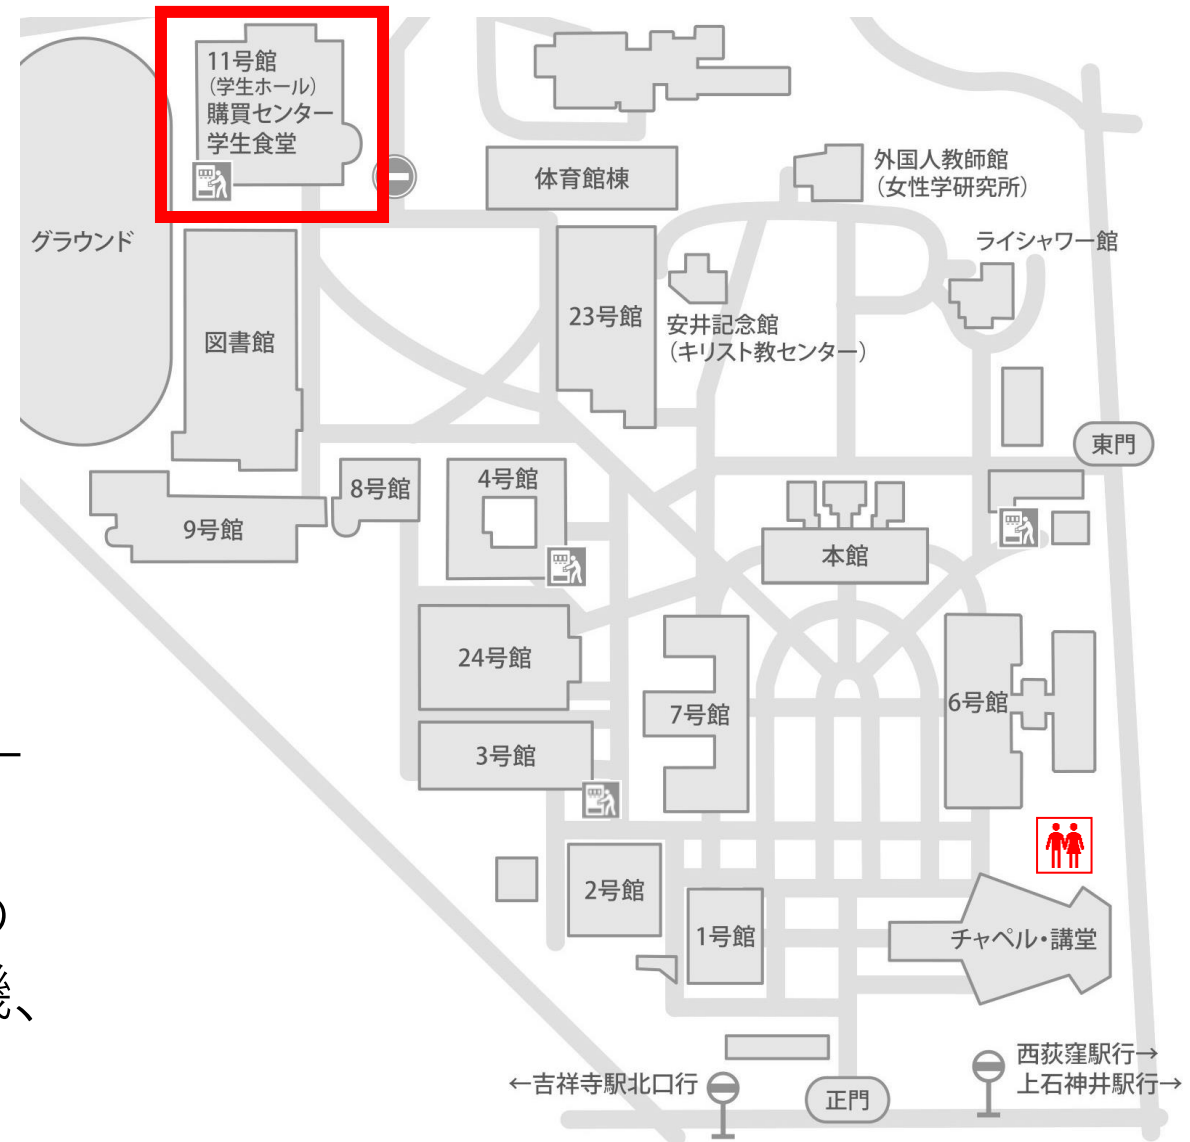 11号館
(学生ホール)
購買センター
学生食堂
体育館棟
外国人教師館
(女性学研究所)
グラウンド
ライシャワー館
23号館
安井記念館
(キリスト教センター)
図書館
東門
8号館
4号館
9号館
本館
24号館
7号館
6号館
3号館
2号館
1号館
チャペル・講堂
西荻窪駅行→
上石神井駅行→
←吉祥寺駅北口行
正門